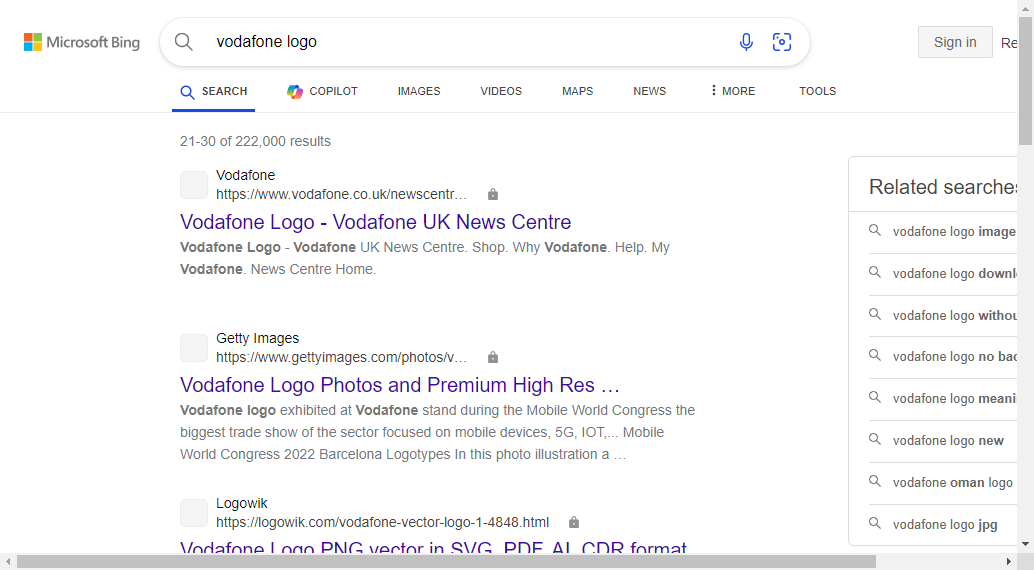 Microsoft Bing
vodafone logo
Sign in
Re
SEARCH
COPILOT
IMAGES
VIDEOS
MAPS
NEWS
MORE
TOOLS
21-30 of 222,000 results
Vodafone
https://www.vodafone.co.uk/newscentr…
Vodafone Logo - Vodafone UK News Centre
Vodafone Logo - Vodafone UK News Centre. Shop. Why Vodafone. Help. My
Vodafone. News Centre Home.
Getty Images
https://www.gettyimages.com/photos/v…
Vodafone Logo Photos and Premium High Res …
Vodafone logo exhibited at Vodafone stand during the Mobile World Congress the
biggest trade show of the sector focused on mobile devices, 5G, IOT,... Mobile
World Congress 2022 Barcelona Logotypes In this photo illustration a …
Logowik
https://logowik.com/vodafone-vector-logo-1-4848.html
Vodafone Logo PNG vector in SVG, PDF, AI, CDR format
Related searches
vodafone logo image
vodafone logo downl
vodafone logo withou
vodafone logo no bac
vodafone logo meani
vodafone logo new
vodafone oman logo
vodafone logo jpg